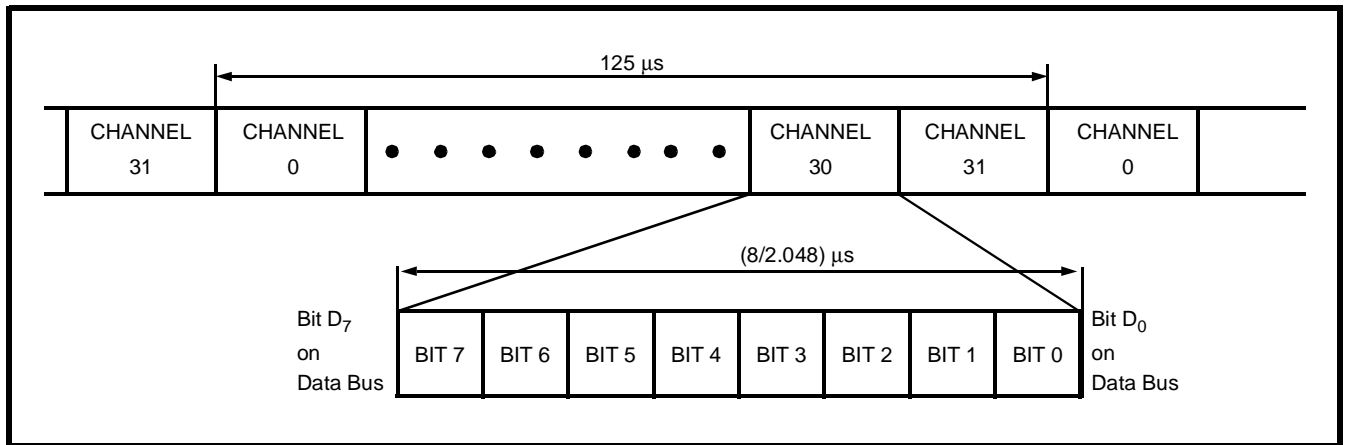 125 µs
CHANNEL 31
CHANNEL 0
CHANNEL 30
CHANNEL 31
CHANNEL 0
(8/2.048) µs
Bit D7 on Data Bus
BIT 7 BIT 6 BIT 5 BIT 4 BIT 3 BIT 2 BIT 1 BIT 0
Bit D0 on Data Bus